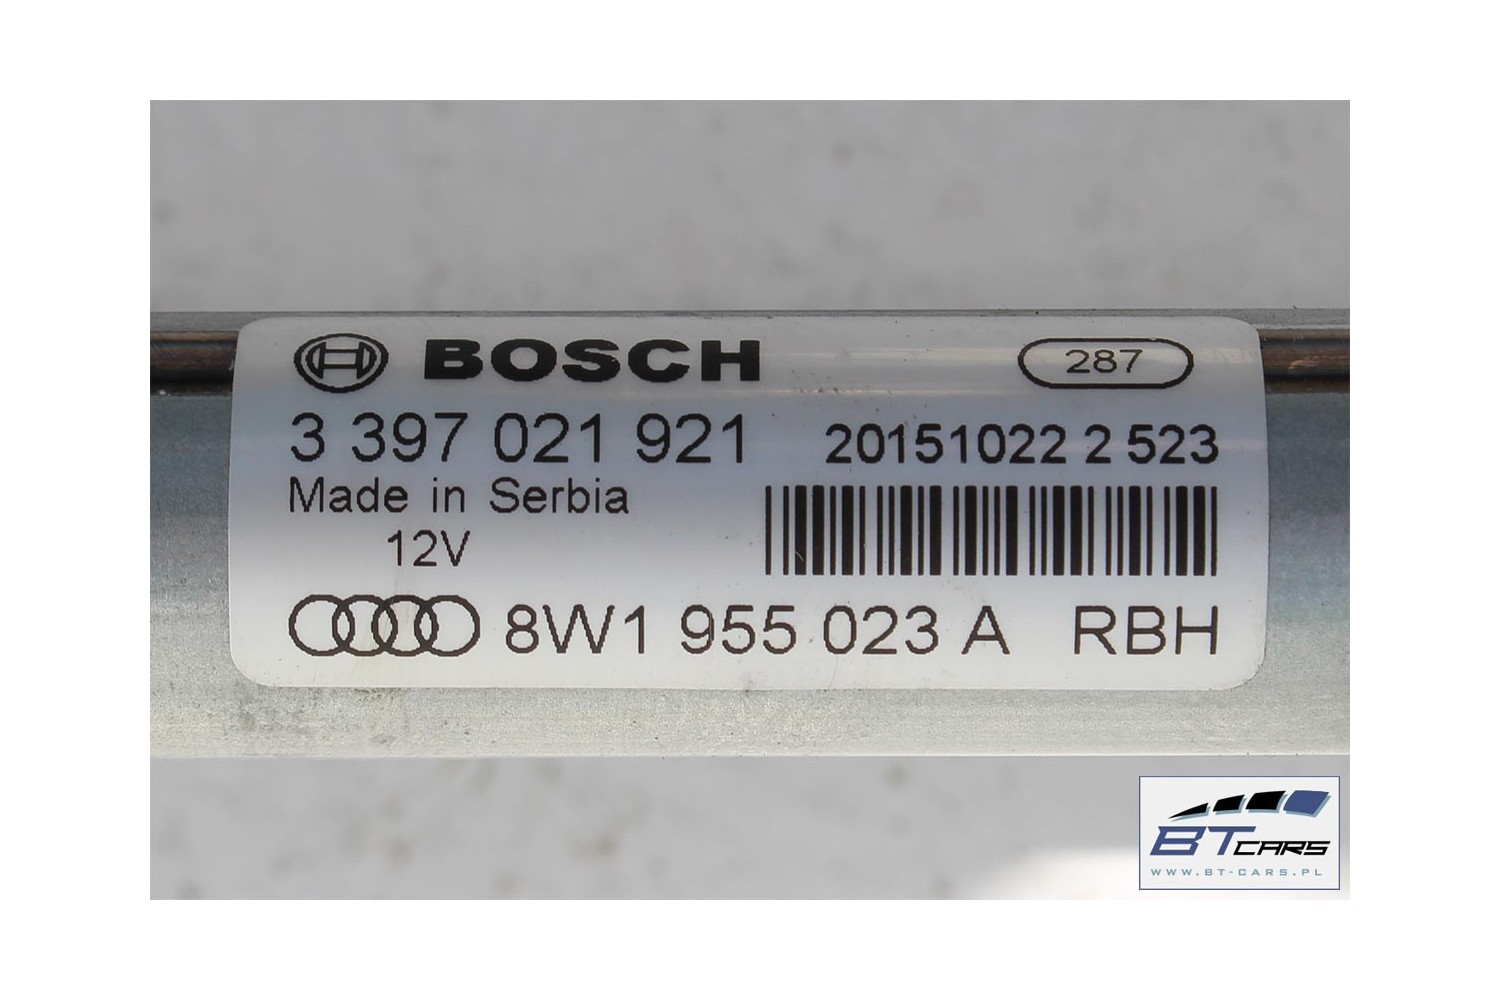 BOSCH 287
3 397 021 921 20151022 2 523
Made in Serbia
12V
8W1 955 023 A RBH
BT CARS
WWW.BT-CARS.PL